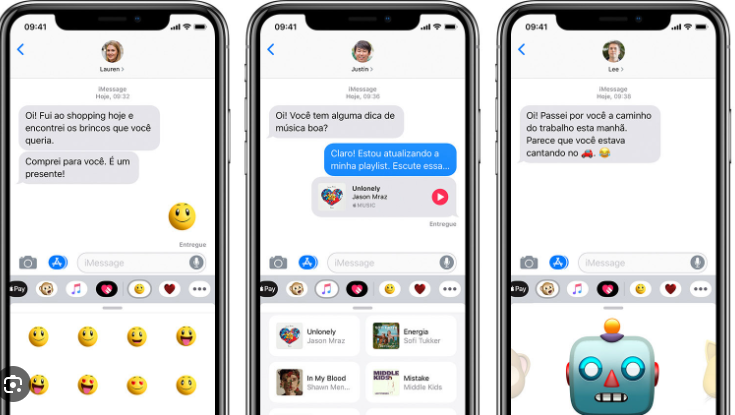 09:41
Lauren >
iMessage
Hoje, 09:32
Oi! Fui ao shopping hoje e
encontrei os brincos que você
queria.
Comprei para você. É um
presente!
Entregue
iMessage
Pay
09:41
Justin >
iMessage
Hoje, 09:36
Oi! Você tem alguma dica de
música boa?
Claro! Estou atualizando a
minha playlist. Escute essa...
Unlonely
Jason Mraz
MUSIC
Entregue
iMessage
Pay
Unlonely
Jason Mraz
Energia
Sofi Tukker
In My Blood
Shawn Men...
MIDDLE
KIDS
Mistake
Middle Kids
09:41
Lee >
iMessage
Hoje, 09:38
Oi! Passei por você a caminho
do trabalho esta manhã.
Parece que você estava
cantando no 🚗. 😂
iMessage
Pay